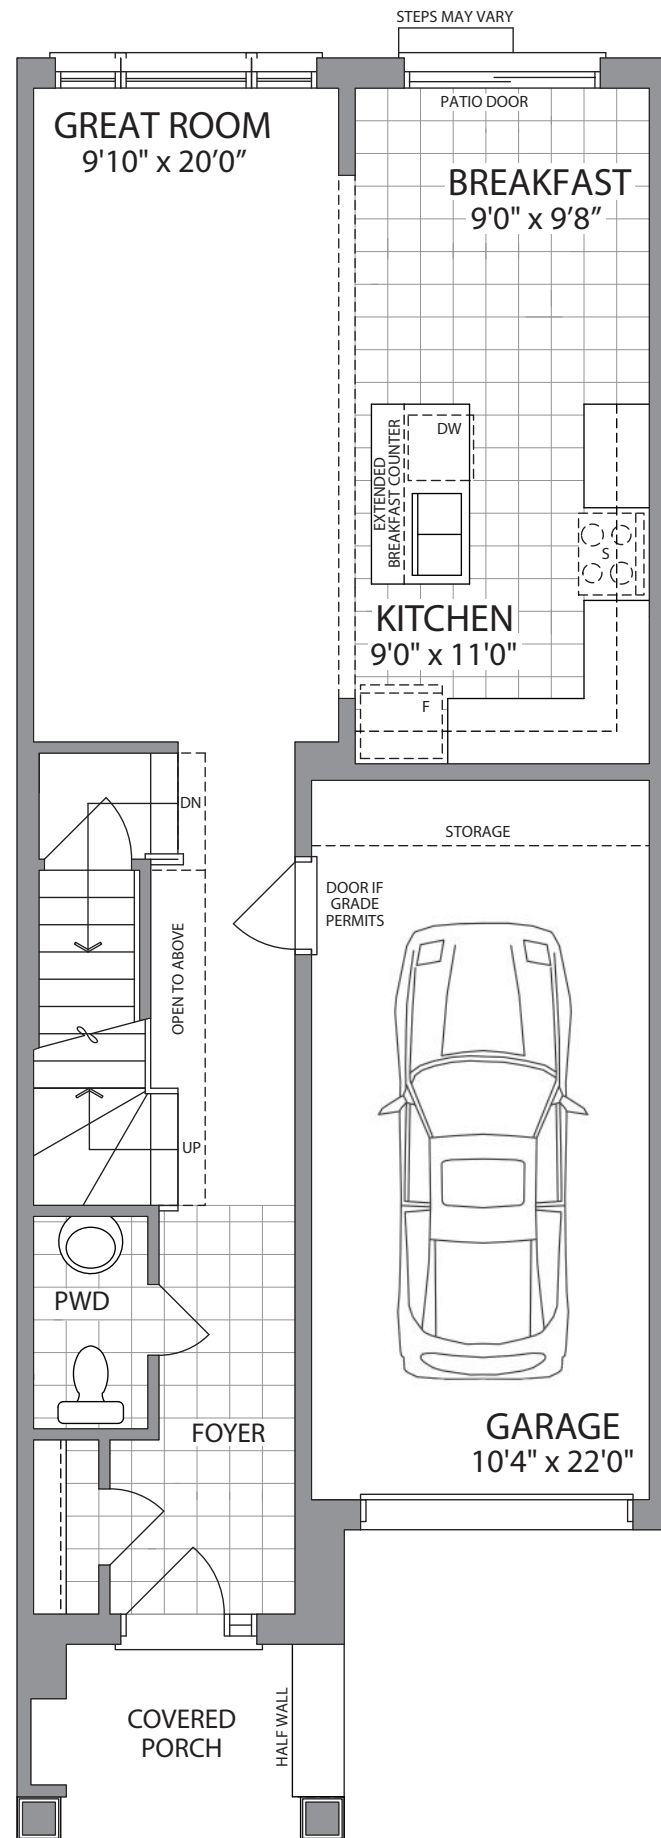 STEPS MAY VARY
PATIO DOOR
GREAT ROOM
9'10" x 20'0”
BREAKFAST
9'0" x 9’8”
EXTENDED
BREAKFAST COUNTER
DW
S
KITCHEN
9'0" x 11'0"
F
DN
STORAGE
DOOR IF
GRADE
PERMITS
OPEN TO ABOVE
UP
PWD
FOYER
GARAGE
10'4" x 22'0"
COVERED
PORCH
HALF WALL